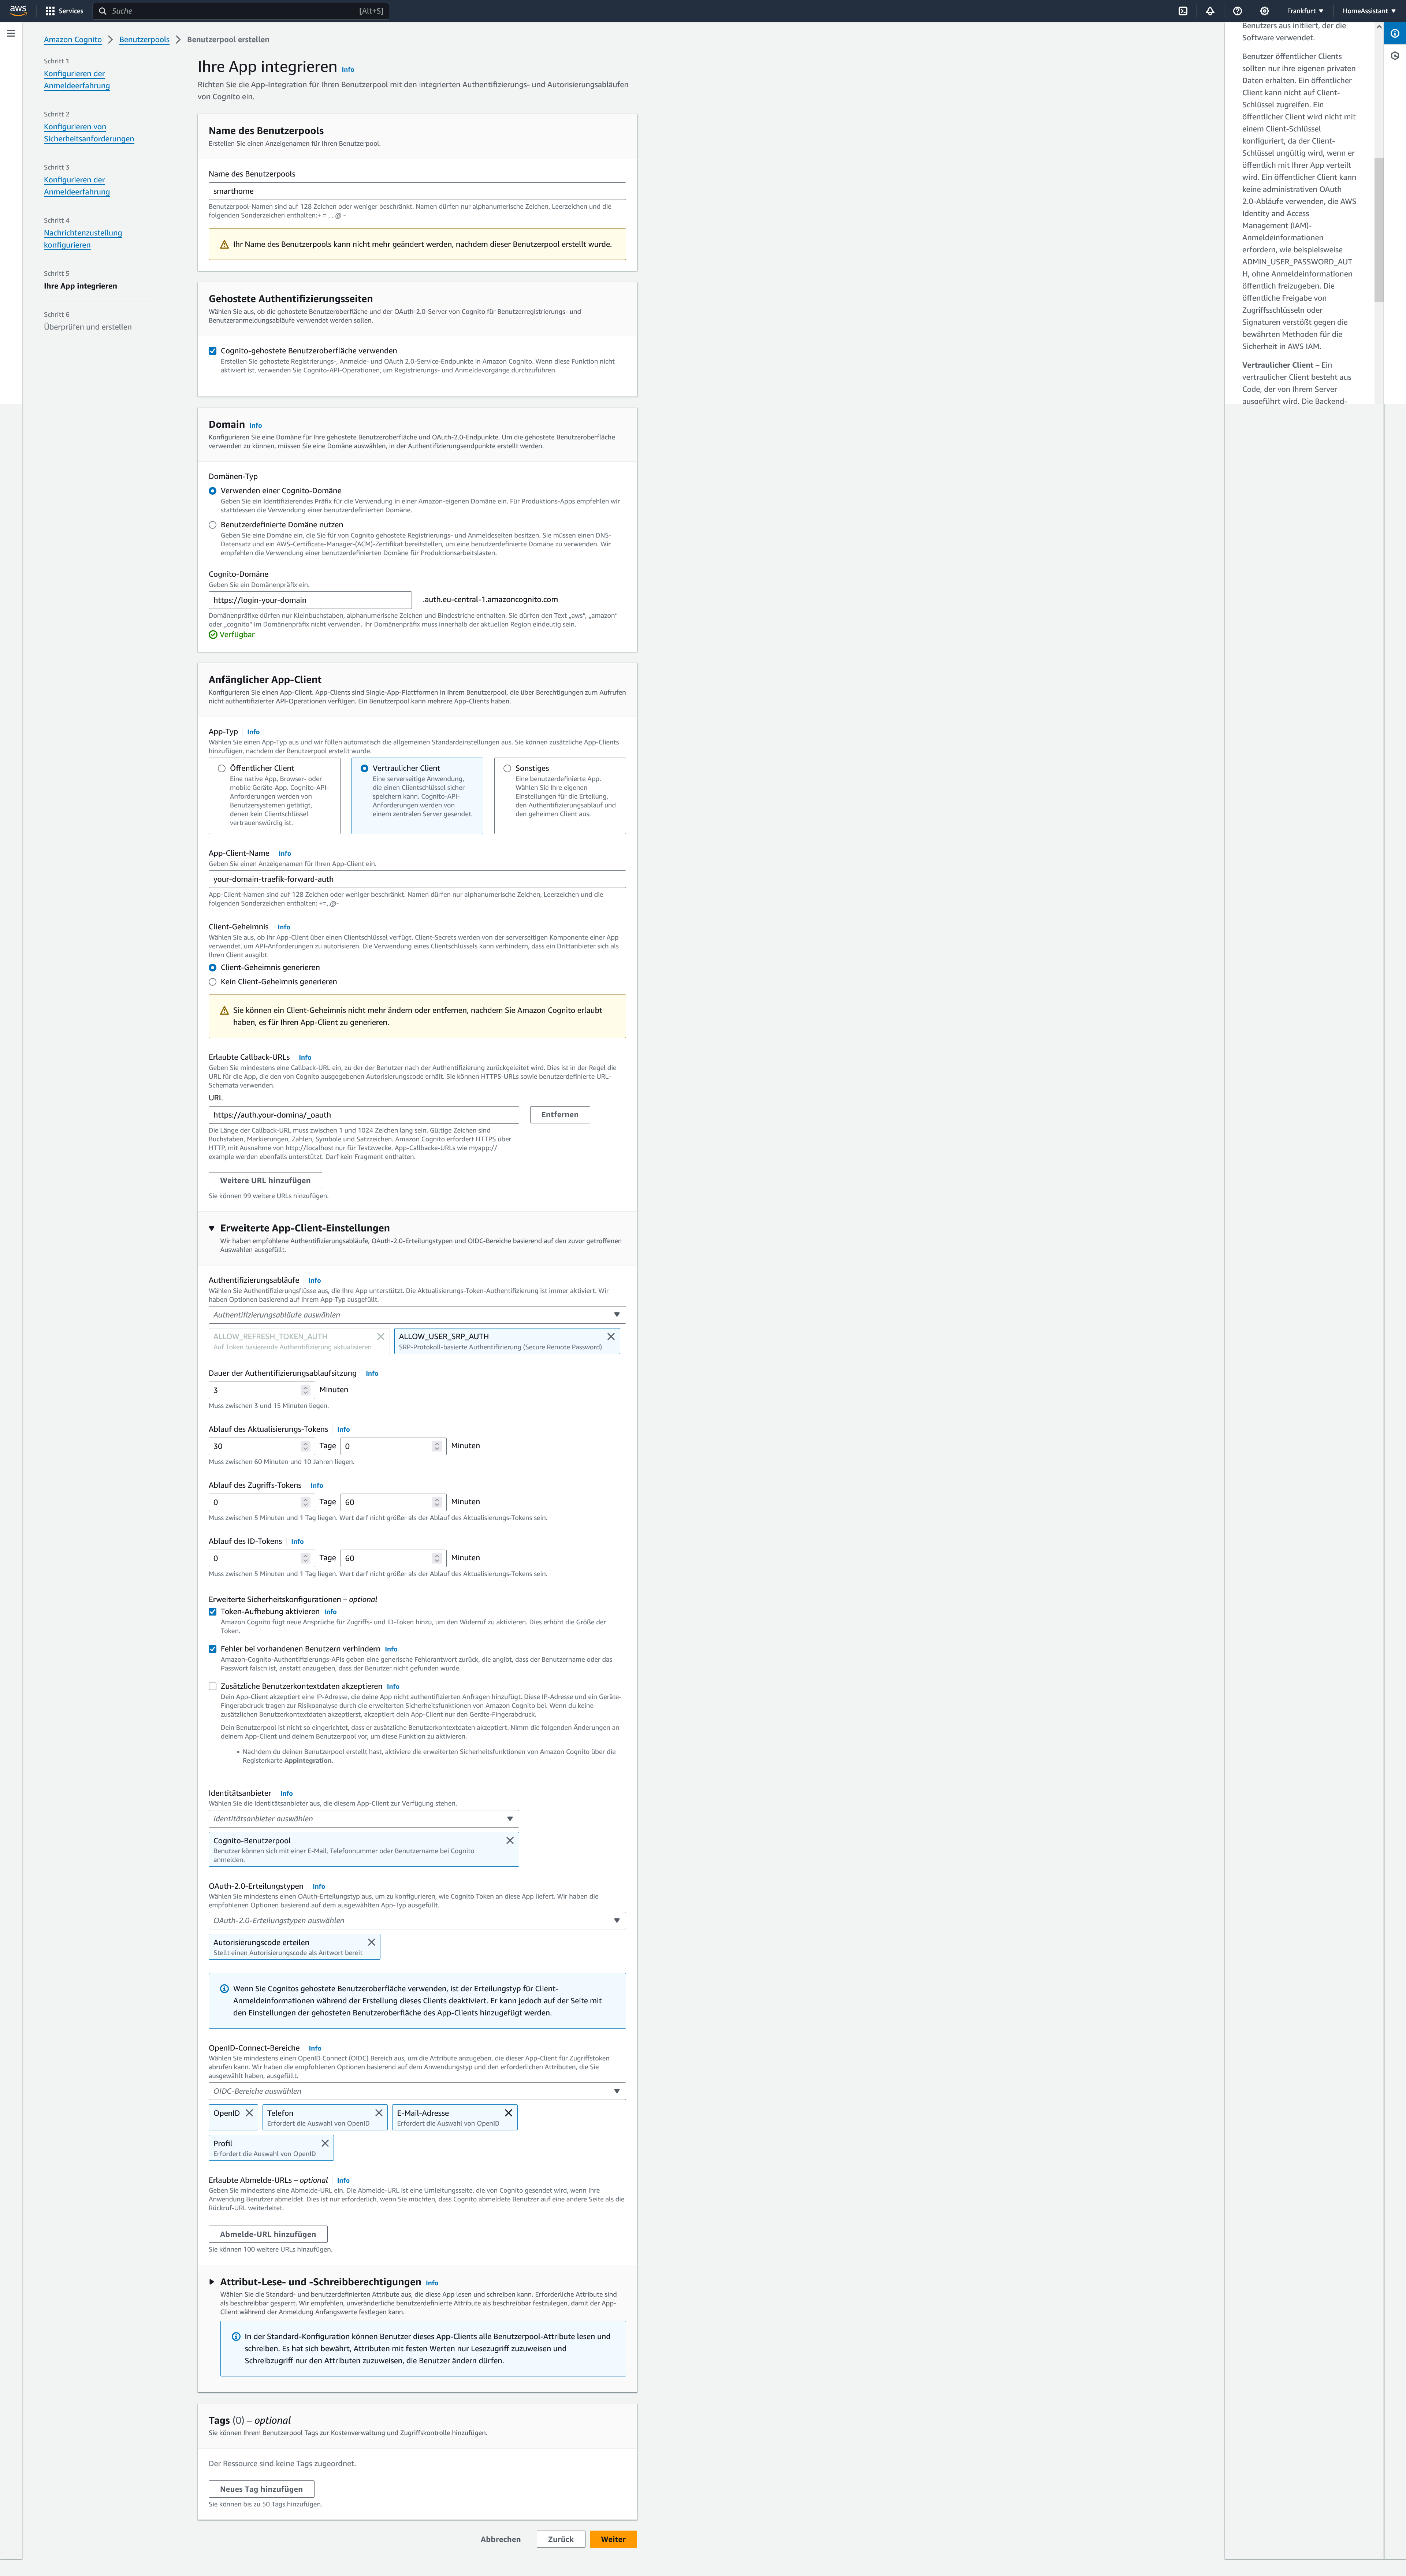 aws
Services
Suche
[Alt+S]
Frankfurt
HomeAssistant
Amazon Cognito
Benutzerpools
Benutzerpool erstellen
Schritt 1
Konfigurieren der
Anmeldeerfahrung
Schritt 2
Konfigurieren von
Sicherheitsanforderungen
Schritt 3
Konfigurieren der
Anmeldeerfahrung
Schritt 4
Nachrichtenzustellung
konfigurieren
Schritt 5
Ihre App integrieren
Schritt 6
Überprüfen und erstellen
Ihre App integrieren Info
Richten Sie die App-Integration für Ihren Benutzerpool mit den integrierten Authentifizierungs- und Autorisierungsabläufen
von Cognito ein.
Name des Benutzerpools
Erstellen Sie einen Anzeigenamen für Ihren Benutzerpool.
Name des Benutzerpools
smarthome
Benutzerpool-Namen sind auf 128 Zeichen oder weniger beschränkt. Namen dürfen nur alphanumerische Zeichen, Leerzeichen und die
folgenden Sonderzeichen enthalten:+ = , . @ -
Ihr Name des Benutzerpools kann nicht mehr geändert werden, nachdem dieser Benutzerpool erstellt wurde.
Gehostete Authentifizierungsseiten
Wählen Sie aus, ob die gehostete Benutzeroberfläche und der OAuth-2.0-Server von Cognito für Benutzerregistrierungs- und
Benutzeranmeldungsabläufe verwendet werden sollen.
Cognito-gehostete Benutzeroberfläche verwenden
Erstellen Sie gehostete Registrierungs-, Anmelde- und OAuth 2.0-Service-Endpunkte in Amazon Cognito. Wenn diese Funktion nicht
aktiviert ist, verwenden Sie Cognito-API-Operationen, um Registrierungs- und Anmeldevorgänge durchzuführen.
Domain Info
Konfigurieren Sie eine Domäne für Ihre gehostete Benutzeroberfläche und OAuth-2.0-Endpunkte. Um die gehostete Benutzeroberfläche
verwenden zu können, müssen Sie eine Domäne auswählen, in der Authentifizierungsendpunkte erstellt werden.
Domänen-Typ
Verwenden einer Cognito-Domäne
Geben Sie ein Identifizierendes Präfix für die Verwendung in einer Amazon-eigenen Domäne ein. Für Produktions-Apps empfehlen wir
stattdessen die Verwendung einer benutzerdefinierten Domäne.
Benutzerdefinierte Domäne nutzen
Geben Sie eine Domäne ein, die Sie für von Cognito gehostete Registrierungs- und Anmeldeseiten besitzen. Sie müssen einen DNS-
Datensatz und ein AWS-Certificate-Manager-(ACM)-Zertifikat bereitstellen, um eine benutzerdefinierte Domäne zu verwenden. Wir
empfehlen die Verwendung einer benutzerdefinierten Domäne für Produktionsarbeitslasten.
Cognito-Domäne
Geben Sie ein Domänenpräfix ein.
https://login-your-domain .auth.eu-central-1.amazoncognito.com
Domänenpräfixe dürfen nur Kleinbuchstaben, alphanumerische Zeichen und Bindestriche enthalten. Sie dürfen den Text „aws“, „amazon“
oder „cognito“ im Domänenpräfix nicht verwenden. Ihr Domänenpräfix muss innerhalb der aktuellen Region eindeutig sein.
Verfügbar
Anfänglicher App-Client
Konfigurieren Sie einen App-Client. App-Clients sind Single-App-Plattformen in Ihrem Benutzerpool, die über Berechtigungen zum Aufrufen
nicht authentifizierter API-Operationen verfügen. Ein Benutzerpool kann mehrere App-Clients haben.
App-Typ Info
Wählen Sie einen App-Typ aus und wir füllen automatisch die allgemeinen Standardeinstellungen aus. Sie können zusätzliche App-Clients
hinzufügen, nachdem der Benutzerpool erstellt wurde.
Öffentlicher Client
Eine native App, Browser- oder
mobile Geräte-App. Cognito-API-
Anforderungen werden von
Benutzersystemen getätigt,
denen kein Clientschlüssel
vertrauenswürdig ist.
Vertraulicher Client
Eine serverseitige Anwendung,
die einen Clientschlüssel sicher
speichern kann. Cognito-API-
Anforderungen werden von
einem zentralen Server gesendet.
Sonstiges
Eine benutzerdefinierte App.
Wählen Sie Ihre eigenen
Einstellungen für die Erteilung,
den Authentifizierungsablauf und
den geheimen Client aus.
App-Client-Name Info
Geben Sie einen Anzeigenamen für Ihren App-Client ein.
your-domain-traefik-forward-auth
App-Client-Namen sind auf 128 Zeichen oder weniger beschränkt. Namen dürfen nur alphanumerische Zeichen, Leerzeichen und die
folgenden Sonderzeichen enthalten: +=,.@-
Client-Geheimnis Info
Wählen Sie aus, ob Ihr App-Client über einen Clientschlüssel verfügt. Client-Secrets werden von der serverseitigen Komponente einer App
verwendet, um API-Anforderungen zu autorisieren. Die Verwendung eines Clientschlüssels kann verhindern, dass ein Drittanbieter sich als
Ihren Client ausgibt.
Client-Geheimnis generieren
Kein Client-Geheimnis generieren
Sie können ein Client-Geheimnis nicht mehr ändern oder entfernen, nachdem Sie Amazon Cognito erlaubt
haben, es für Ihren App-Client zu generieren.
Erlaubte Callback-URLs Info
Geben Sie mindestens eine Callback-URL ein, zu der der Benutzer nach der Authentifizierung zurückgeleitet wird. Dies ist in der Regel die
URL für die App, die den von Cognito ausgegebenen Autorisierungscode erhält. Sie können HTTPS-URLs sowie benutzerdefinierte URL-
Schemata verwenden.
URL
https://auth.your-domina/_oauth
Entfernen
Die Länge der Callback-URL muss zwischen 1 und 1024 Zeichen lang sein. Gültige Zeichen sind
Buchstaben, Markierungen, Zahlen, Symbole und Satzzeichen. Amazon Cognito erfordert HTTPS über
HTTP, mit Ausnahme von http://localhost nur für Testzwecke. App-Callbacke-URLs wie myapp://
example werden ebenfalls unterstützt. Darf kein Fragment enthalten.
Weitere URL hinzufügen
Sie können 99 weitere URLs hinzufügen.
Erweiterte App-Client-Einstellungen
Wir haben empfohlene Authentifizierungsabläufe, OAuth-2.0-Erteilungstypen und OIDC-Bereiche basierend auf den zuvor getroffenen
Auswahlen ausgefüllt.
Authentifizierungsabläufe Info
Wählen Sie Authentifizierungsflüsse aus, die Ihre App unterstützt. Die Aktualisierungs-Token-Authentifizierung ist immer aktiviert. Wir
haben Optionen basierend auf Ihrem App-Typ ausgefüllt.
Authentifizierungsabläufe auswählen
ALLOW_REFRESH_TOKEN_AUTH
Auf Token basierende Authentifizierung aktualisieren
ALLOW_USER_SRP_AUTH
SRP-Protokoll-basierte Authentifizierung (Secure Remote Password)
Dauer der Authentifizierungsablaufsitzung Info
3 Minuten
Muss zwischen 3 und 15 Minuten liegen.
Ablauf des Aktualisierungs-Tokens Info
30 Tage 0 Minuten
Muss zwischen 60 Minuten und 10 Jahren liegen.
Ablauf des Zugriffs-Tokens Info
0 Tage 60 Minuten
Muss zwischen 5 Minuten und 1 Tag liegen. Wert darf nicht größer als der Ablauf des Aktualisierungs-Tokens sein.
Ablauf des ID-Tokens Info
0 Tage 60 Minuten
Muss zwischen 5 Minuten und 1 Tag liegen. Wert darf nicht größer als der Ablauf des Aktualisierungs-Tokens sein.
Erweiterte Sicherheitskonfigurationen – optional
Token-Aufhebung aktivieren Info
Amazon Cognito fügt neue Ansprüche für Zugriffs- und ID-Token hinzu, um den Widerruf zu aktivieren. Dies erhöht die Größe der
Token.
Fehler bei vorhandenen Benutzern verhindern Info
Amazon-Cognito-Authentifizierungs-APIs geben eine generische Fehlerantwort zurück, die angibt, dass der Benutzername oder das
Passwort falsch ist, anstatt anzugeben, dass der Benutzer nicht gefunden wurde.
Zusätzliche Benutzerkontextdaten akzeptieren Info
Dein App-Client akzeptiert eine IP-Adresse, die deine App nicht authentifizierten Anfragen hinzufügt. Diese IP-Adresse und ein Geräte-
Fingerabdruck tragen zur Risikoanalyse durch die erweiterten Sicherheitsfunktionen von Amazon Cognito bei. Wenn du keine
zusätzlichen Benutzerkontextdaten akzeptierst, akzeptiert dein App-Client nur den Geräte-Fingerabdruck.
Dein Benutzerpool ist nicht so eingerichtet, dass er zusätzliche Benutzerkontextdaten akzeptiert. Nimm die folgenden Änderungen an
deinem App-Client und deinem Benutzerpool vor, um diese Funktion zu aktivieren.
• Nachdem du deinen Benutzerpool erstellt hast, aktiviere die erweiterten Sicherheitsfunktionen von Amazon Cognito über die
Registerkarte Appintegration.
Identitätsanbieter Info
Wählen Sie die Identitätsanbieter aus, die diesem App-Client zur Verfügung stehen.
Identitätsanbieter auswählen
Cognito-Benutzerpool
Benutzer können sich mit einer E-Mail, Telefonnummer oder Benutzername bei Cognito
anmelden.
OAuth-2.0-Erteilungstypen Info
Wählen Sie mindestens einen OAuth-Erteilungstyp aus, um zu konfigurieren, wie Cognito Token an diese App liefert. Wir haben die
empfohlenen Optionen basierend auf dem ausgewählten App-Typ ausgefüllt.
OAuth-2.0-Erteilungstypen auswählen
Autorisierungscode erteilen
Stellt einen Autorisierungscode als Antwort bereit
Wenn Sie Cognitos gehostete Benutzeroberfläche verwenden, ist der Erteilungstyp für Client-
Anmeldeinformationen während der Erstellung dieses Clients deaktiviert. Er kann jedoch auf der Seite mit
den Einstellungen der gehosteten Benutzeroberfläche des App-Clients hinzugefügt werden.
OpenID-Connect-Bereiche Info
Wählen Sie mindestens einen OpenID Connect (OIDC) Bereich aus, um die Attribute anzugeben, die dieser App-Client für Zugriffstoken
abrufen kann. Wir haben die empfohlenen Optionen basierend auf dem Anwendungstyp und den erforderlichen Attributen, die Sie
ausgewählt haben, ausgefüllt.
OIDC-Bereiche auswählen
OpenID
Telefon
Erfordert die Auswahl von OpenID
E-Mail-Adresse
Erfordert die Auswahl von OpenID
Profil
Erfordert die Auswahl von OpenID
Erlaubte Abmelde-URLs – optional Info
Geben Sie mindestens eine Abmelde-URL ein. Die Abmelde-URL ist eine Umleitungsseite, die von Cognito gesendet wird, wenn Ihre
Anwendung Benutzer abmeldet. Dies ist nur erforderlich, wenn Sie möchten, dass Cognito abgemeldete Benutzer auf eine andere Seite als die
Rückruf-URL weiterleitet.
Abmelde-URL hinzufügen
Sie können 100 weitere URLs hinzufügen.
Attribut-Lese- und -Schreibberechtigungen Info
Wählen Sie die Standard- und benutzerdefinierten Attribute aus, die diese App lesen und schreiben kann. Erforderliche Attribute sind
als beschreibbar gesperrt. Wir empfehlen, unveränderliche benutzerdefinierte Attribute als beschreibbar festzulegen, damit der App-
Client während der Anmeldung Anfangswerte festlegen kann.
In der Standard-Konfiguration können Benutzer dieses App-Clients alle Benutzerpool-Attribute lesen und
schreiben. Es hat sich bewährt, Attributen mit festen Werten nur Lesezugriff zuzuweisen und
Schreibzugriff nur den Attributen zuzuweisen, die Benutzer ändern dürfen.
Tags (0) – optional
Sie können Ihrem Benutzerpool Tags zur Kostenverwaltung und Zugriffskontrolle hinzufügen.
Der Ressource sind keine Tags zugeordnet.
Neues Tag hinzufügen
Sie können bis zu 50 Tags hinzufügen.
Abbrechen
Zurück
Weiter
Benutzers aus initiiert, der die
Software verwendet.
Benutzer öffentlicher Clients
sollten nur ihre eigenen privaten
Daten erhalten. Ein öffentlicher
Client kann nicht auf Client-
Schlüssel zugreifen. Ein
öffentlicher Client wird nicht mit
einem Client-Schlüssel
konfiguriert, da der Client-
Schlüssel ungültig wird, wenn er
öffentlich mit Ihrer App verteilt
wird. Ein öffentlicher Client kann
keine administrativen OAuth
2.0-Abläufe verwenden, die AWS
Identity and Access
Management (IAM)-
Anmeldeinformationen
erfordern, wie beispielsweise
ADMIN_USER_PASSWORD_AUT
H, ohne Anmeldeinformationen
öffentlich freizugeben. Die
öffentliche Freigabe von
Zugriffsschlüsseln oder
Signaturen verstößt gegen die
bewährten Methoden für die
Sicherheit in AWS IAM.
Vertraulicher Client – Ein
vertraulicher Client besteht aus
Code, der von Ihrem Server
ausgeführt wird. Die Backend-